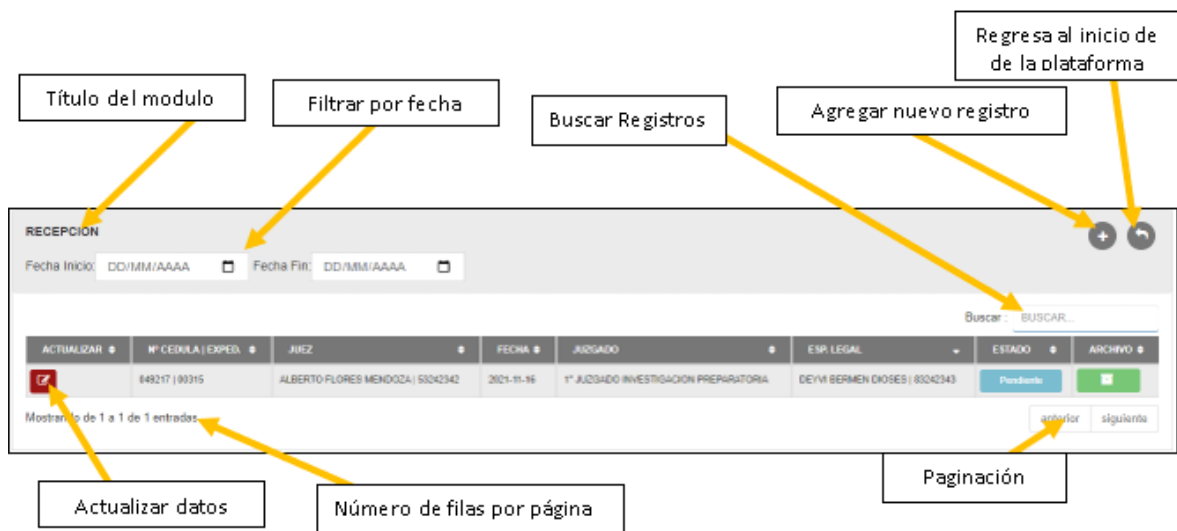 Regresa al inicio de
de la plataforma
Título del modulo
Filtrar por fecha
Buscar Registros
Agregar nuevo registro
RECEPCION
Fecha Inicio: DD/MM/AAAA Fecha Fin: DD/MM/AAAA
Buscar : BUSCAR...
ACTUALIZAR Nº CEDULA | EXPED. JUEZ FECHA JUZGADO ESP. LEGAL ESTADO ARCHIVO
049217 | 00315 ALBERTO FLORES MENDOZA | 53242342 2021-11-16 1° JUZGADO INVESTIGACION PREPARATORIA DEYVI BERMEN DIOSES | 83242343 Pendiente
Mostrando de 1 a 1 de 1 entradas
anterior siguiente
Paginación
Actualizar datos
Número de filas por página